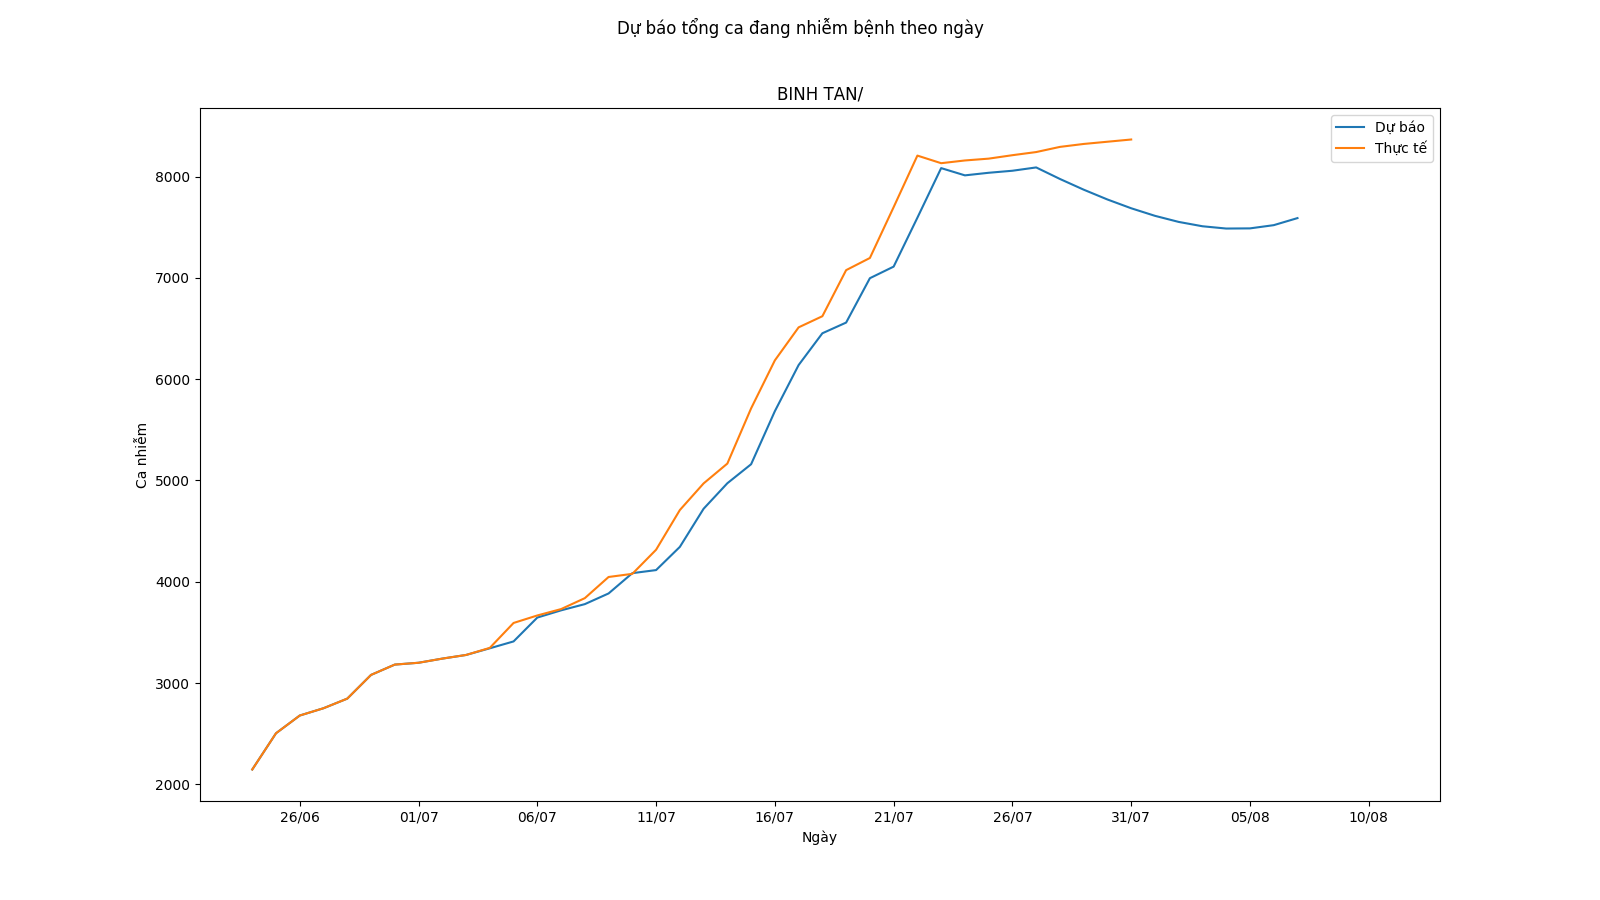 Dự báo tổng ca đang nhiễm bệnh theo ngày
BINH TAN/
Dự báo
Thực tế
8000
7000
6000
5000
4000
3000
2000
Ca nhiễm
26/06 01/07 06/07 11/07 16/07 21/07 26/07 31/07 05/08 10/08
Ngày